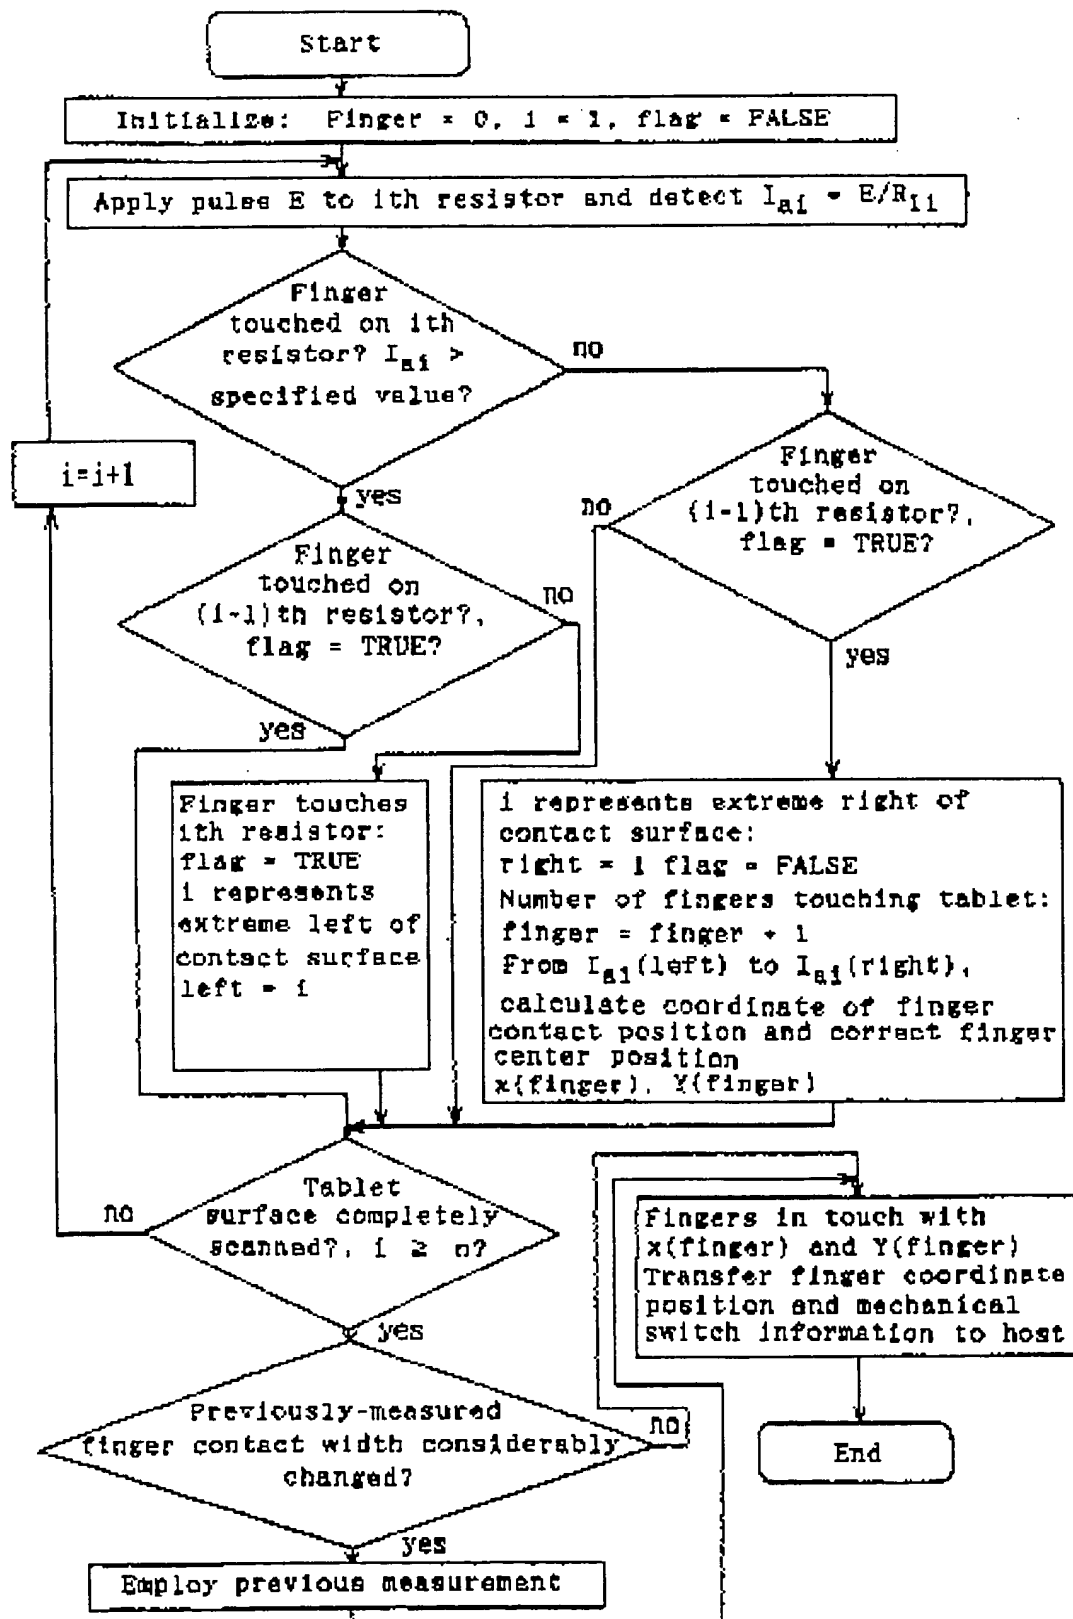 Start
Initialize: Finger = 0, i = 1, flag = FALSE
Apply pulse E to ith resistor and detect Iai = E/RIi
Finger
touched on ith
resistor? Iai >
specified value?
no
yes
i=i+1
Finger
touched on
(i-1)th resistor?,
flag = TRUE?
no
yes
Finger
touched on
(i-1)th resistor?,
flag = TRUE?
no
yes
Finger touches
ith resistor:
flag = TRUE
i represents
extreme left of
contact surface
left = i
i represents extreme right of
contact surface:
right = i flag = FALSE
Number of fingers touching tablet:
finger = finger + 1
From Iai(left) to Iai(right),
calculate coordinate of finger
contact position and correct finger
center position
x(finger), Y(finger)
Tablet
surface completely
scanned?, i ≥ n?
no
yes
Previously-measured
finger contact width considerably
changed?
no
yes
Employ previous measurement
Fingers in touch with
x(finger) and Y(finger)
Transfer finger coordinate
position and mechanical
switch information to host
End